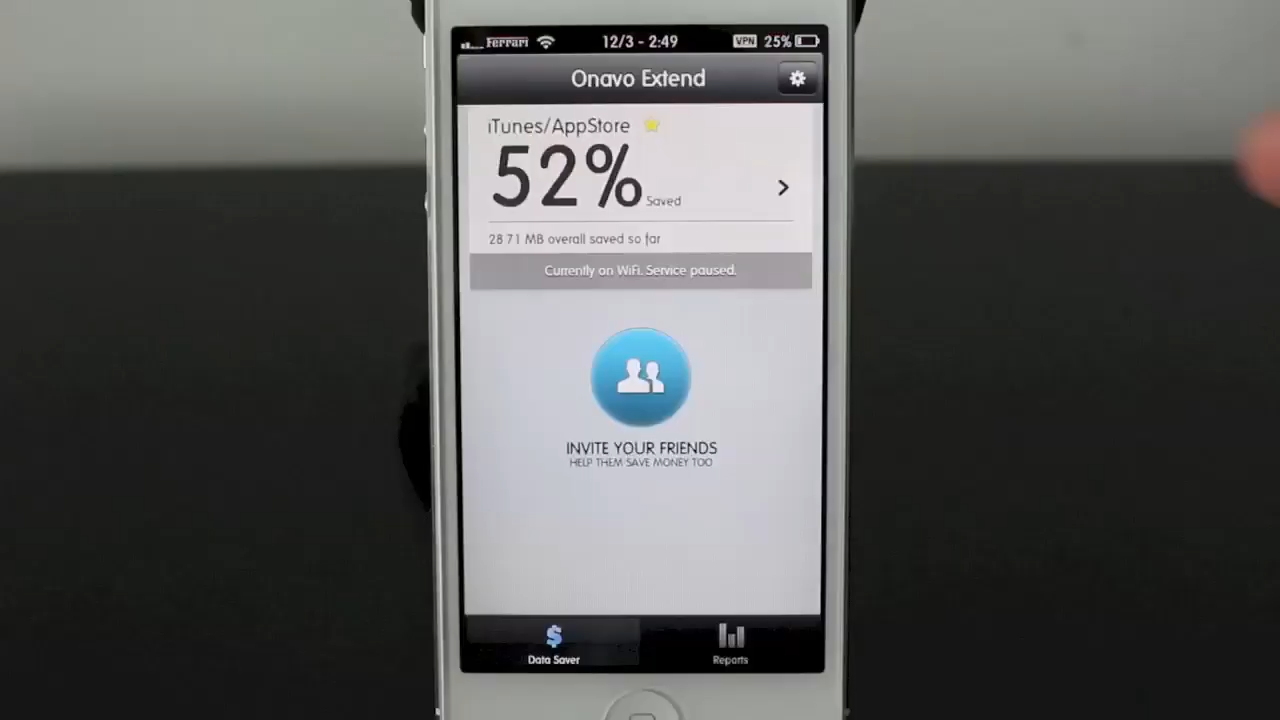 Ferrari 12/3 - 2:49 VPN 25%
Onavo Extend
iTunes/AppStore
52% Saved
28.71 MB overall saved so far
Currently on WiFi. Service paused.
INVITE YOUR FRIENDS
HELP THEM SAVE MONEY TOO
$
Data Saver Reports